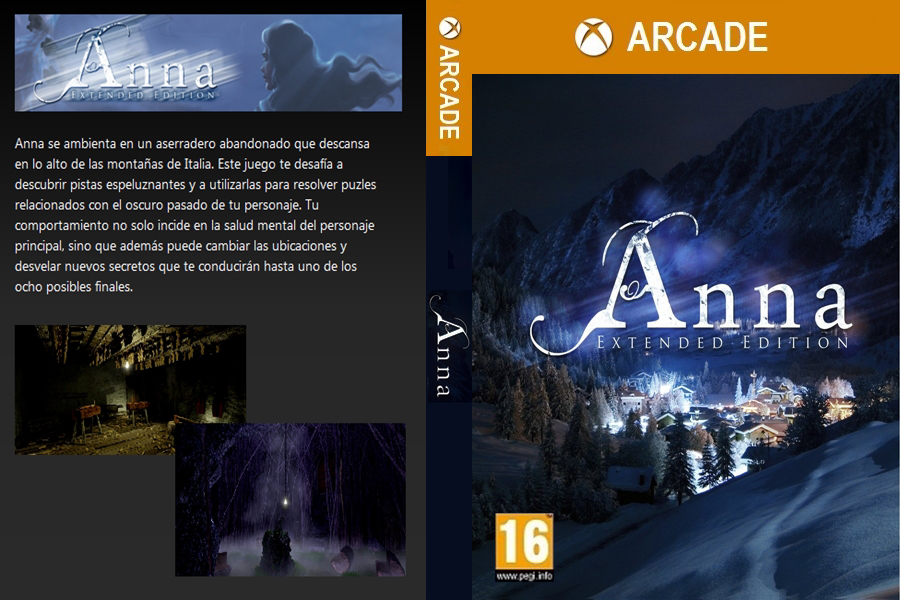 Anna
EXTENDED EDITION
Anna se ambienta en un aserradero abandonado que descansa
en lo alto de las montañas de Italia. Este juego te desafía a
descubrir pistas espeluznantes y a utilizarlas para resolver puzles
relacionados con el oscuro pasado de tu personaje. Tu
comportamiento no solo incide en la salud mental del personaje
principal, sino que además puede cambiar las ubicaciones y
desvelar nuevos secretos que te conducirán hasta uno de los
ocho posibles finales.
ARCADE
Anna
ARCADE
Anna
EXTENDED EDITION
16
www.pegi.info